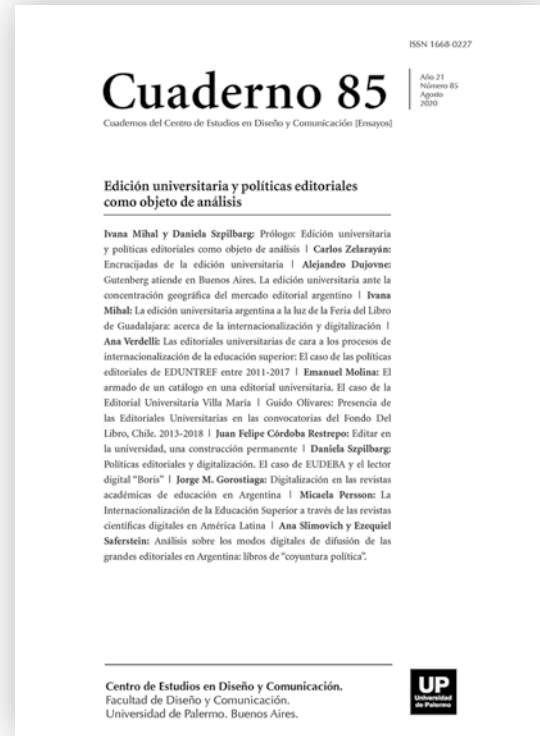 ISSN 1668-0227
Cuaderno 85
Año 21
Número 85
Agosto
2020
Cuadernos del Centro de Estudios en Diseño y Comunicación [Ensayos]
Edición universitaria y políticas editoriales
como objeto de análisis
Ivana Mihal y Daniela Szpilbarg: Prólogo: Edición universitaria
y políticas editoriales como objeto de análisis | Carlos Zelarayán:
Encrucijadas de la edición universitaria | Alejandro Dujovne:
Gutenberg atiende en Buenos Aires. La edición universitaria ante la
concentración geográfica del mercado editorial argentino | Ivana
Mihal: La edición universitaria argentina a la luz de la Feria del Libro
de Guadalajara: acerca de la internacionalización y digitalización |
Ana Verdelli: Las editoriales universitarias de cara a los procesos de
internacionalización de la educación superior: El caso de las políticas
editoriales de EDUNTREF entre 2011-2017 | Emanuel Molina: El
armado de un catálogo en una editorial universitaria. El caso de la
Editorial Universitaria Villa María | Guido Olivares: Presencia de
las Editoriales Universitarias en las convocatorias del Fondo Del
Libro, Chile. 2013-2018 | Juan Felipe Córdoba Restrepo: Editar en
la universidad, una construcción permanente | Daniela Szpilbarg:
Políticas editoriales y digitalización. El caso de EUDEBA y el lector
digital "Boris" | Jorge M. Gorostiaga: Digitalización en las revistas
académicas de educación en Argentina | Micaela Persson: La
Internacionalización de la Educación Superior a través de las revistas
científicas digitales en América Latina | Ana Slimovich y Ezequiel
Saferstein: Análisis sobre los modos digitales de difusión de las
grandes editoriales en Argentina: libros de "coyuntura política".
Centro de Estudios en Diseño y Comunicación.
Facultad de Diseño y Comunicación.
Universidad de Palermo. Buenos Aires.
UP
Universidad
de Palermo